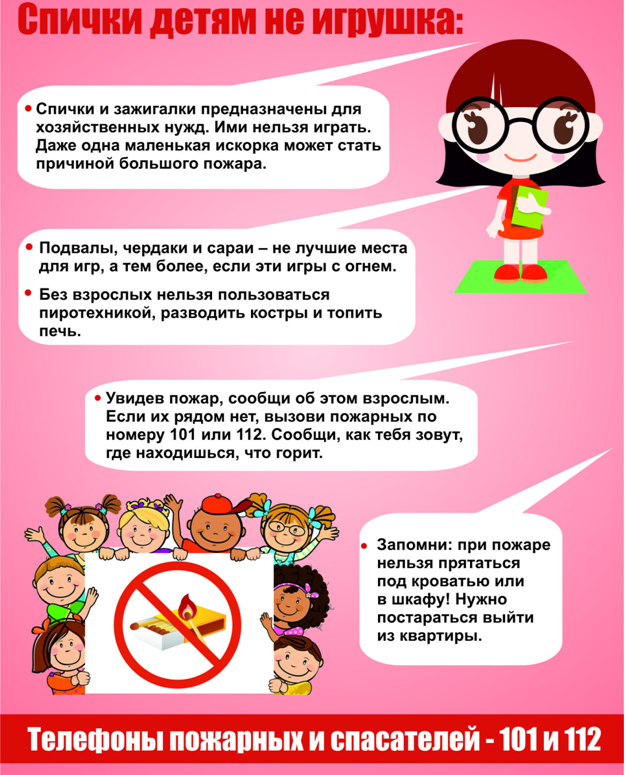 Спички детям не игрушка:
• Спички и зажигалки предназначены для
хозяйственных нужд. Ими нельзя играть.
Даже одна маленькая искорка может стать
причиной большого пожара.
• Подвалы, чердаки и сараи – не лучшие места
для игр, а тем более, если эти игры с огнем.
• Без взрослых нельзя пользоваться
пиротехникой, разводить костры и топить
печь.
• Увидев пожар, сообщи об этом взрослым.
Если их рядом нет, вызови пожарных по
номеру 101 или 112. Сообщи, как тебя зовут,
где находишься, что горит.
• Запомни: при пожаре
нельзя прятаться
под кроватью или
в шкафу! Нужно
постараться выйти
из квартиры.
Телефоны пожарных и спасателей - 101 и 112